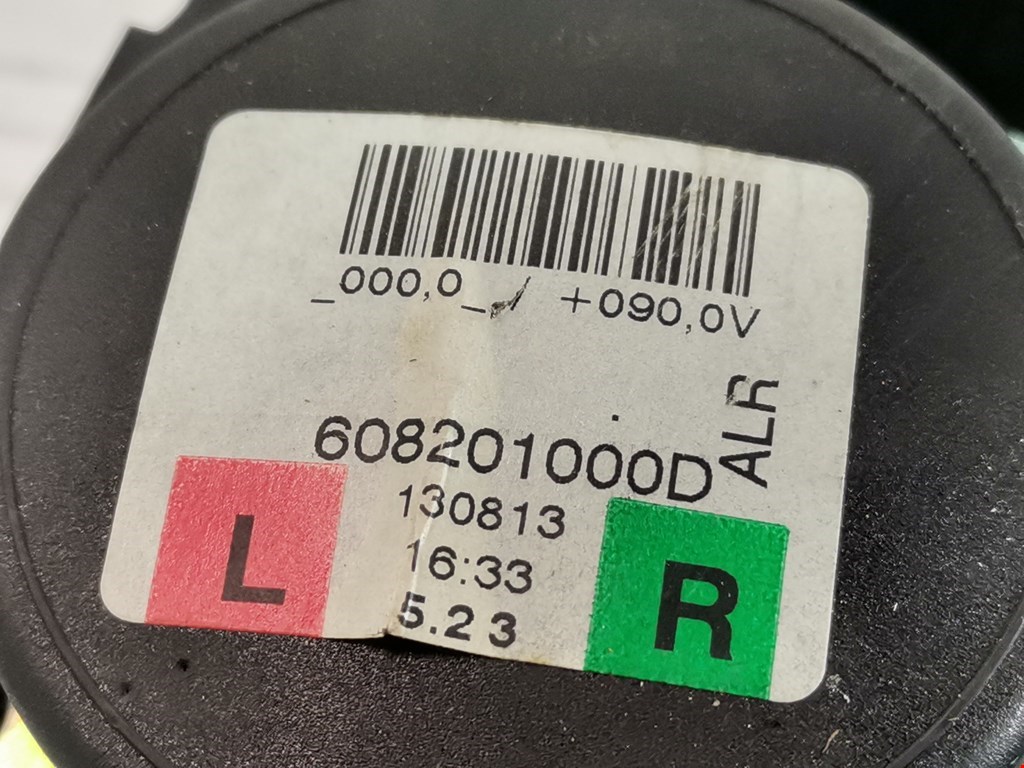 _000,0_/ +090,0V
ALR
608201000D
130813
16:33
5.23
L
R